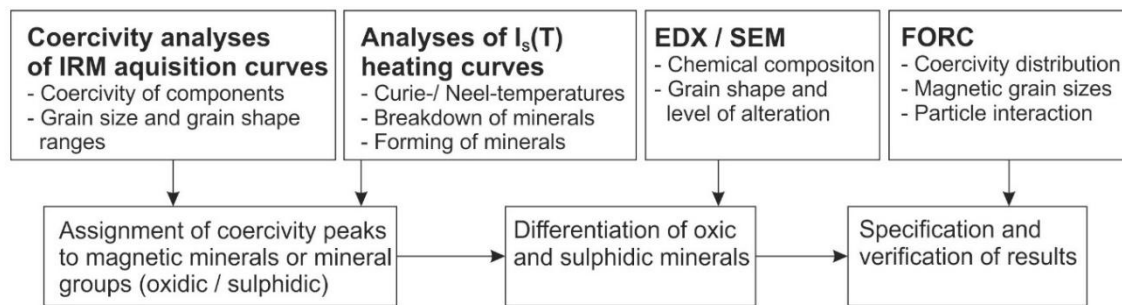 Coercivity analyses
of IRM aquisition curves
- Coercivity of components
- Grain size and grain shape
ranges
Analyses of Is(T)
heating curves
- Curie-/ Neel-temperatures
- Breakdown of minerals
- Forming of minerals
EDX / SEM
- Chemical compositon
- Grain shape and
level of alteration
FORC
- Coercivity distribution
- Magnetic grain sizes
- Particle interaction
Assignment of coercivity peaks
to magnetic minerals or mineral
groups (oxidic / sulphidic)
Differentiation of oxic
and sulphidic minerals
Specification and
verification of results